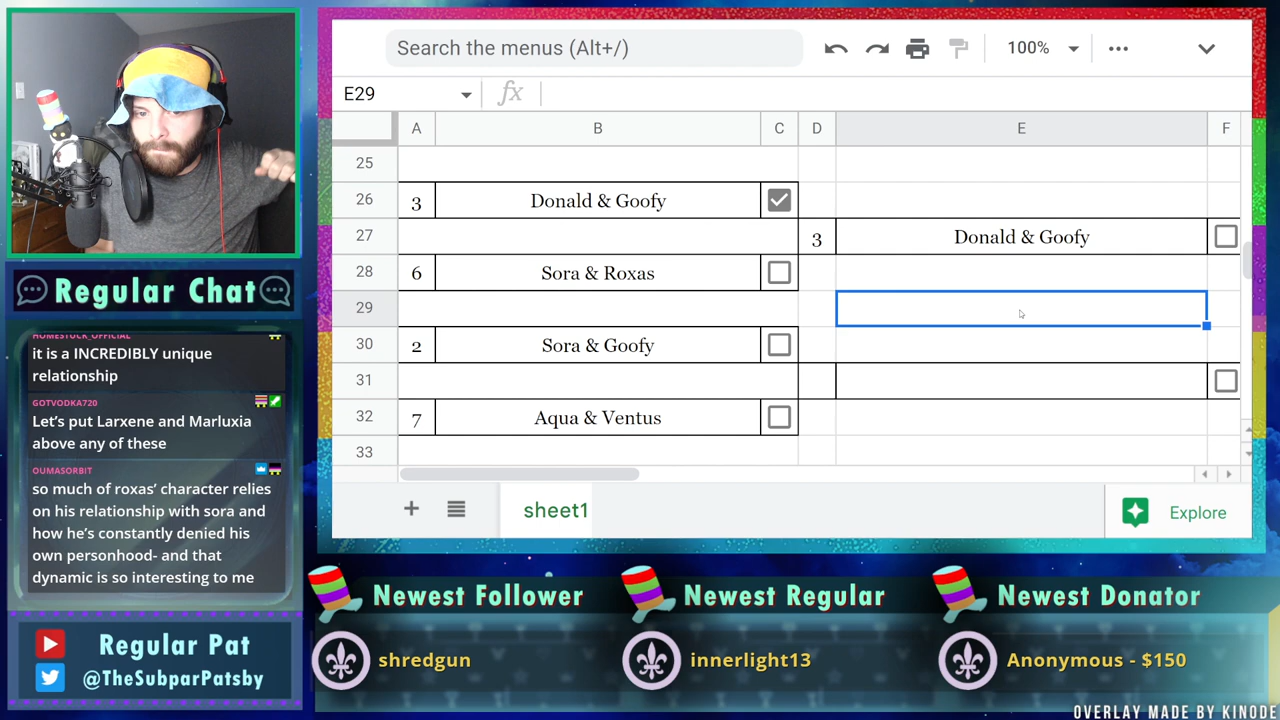 Search the menus (Alt+/)
100%
E29
fx
A B C D E F
25
26 3 Donald & Goofy
27 3 Donald & Goofy
28 6 Sora & Roxas
29
30 2 Sora & Goofy
31
32 7 Aqua & Ventus
33
sheet1
Explore
Regular Chat
HOMESTUCK_OFFICIAL
it is a INCREDIBLY unique
relationship
GOTVODKA720
Let’s put Larxene and Marluxia
above any of these
OUMASORBIT
so much of roxas’ character relies
on his relationship with sora and
how he’s constantly denied his
own personhood- and that
dynamic is so interesting to me
Regular Pat
@TheSubparPatsby
Newest Follower
shredgun
Newest Regular
innerlight13
Newest Donator
Anonymous - $150
OVERLAY MADE BY KINODE